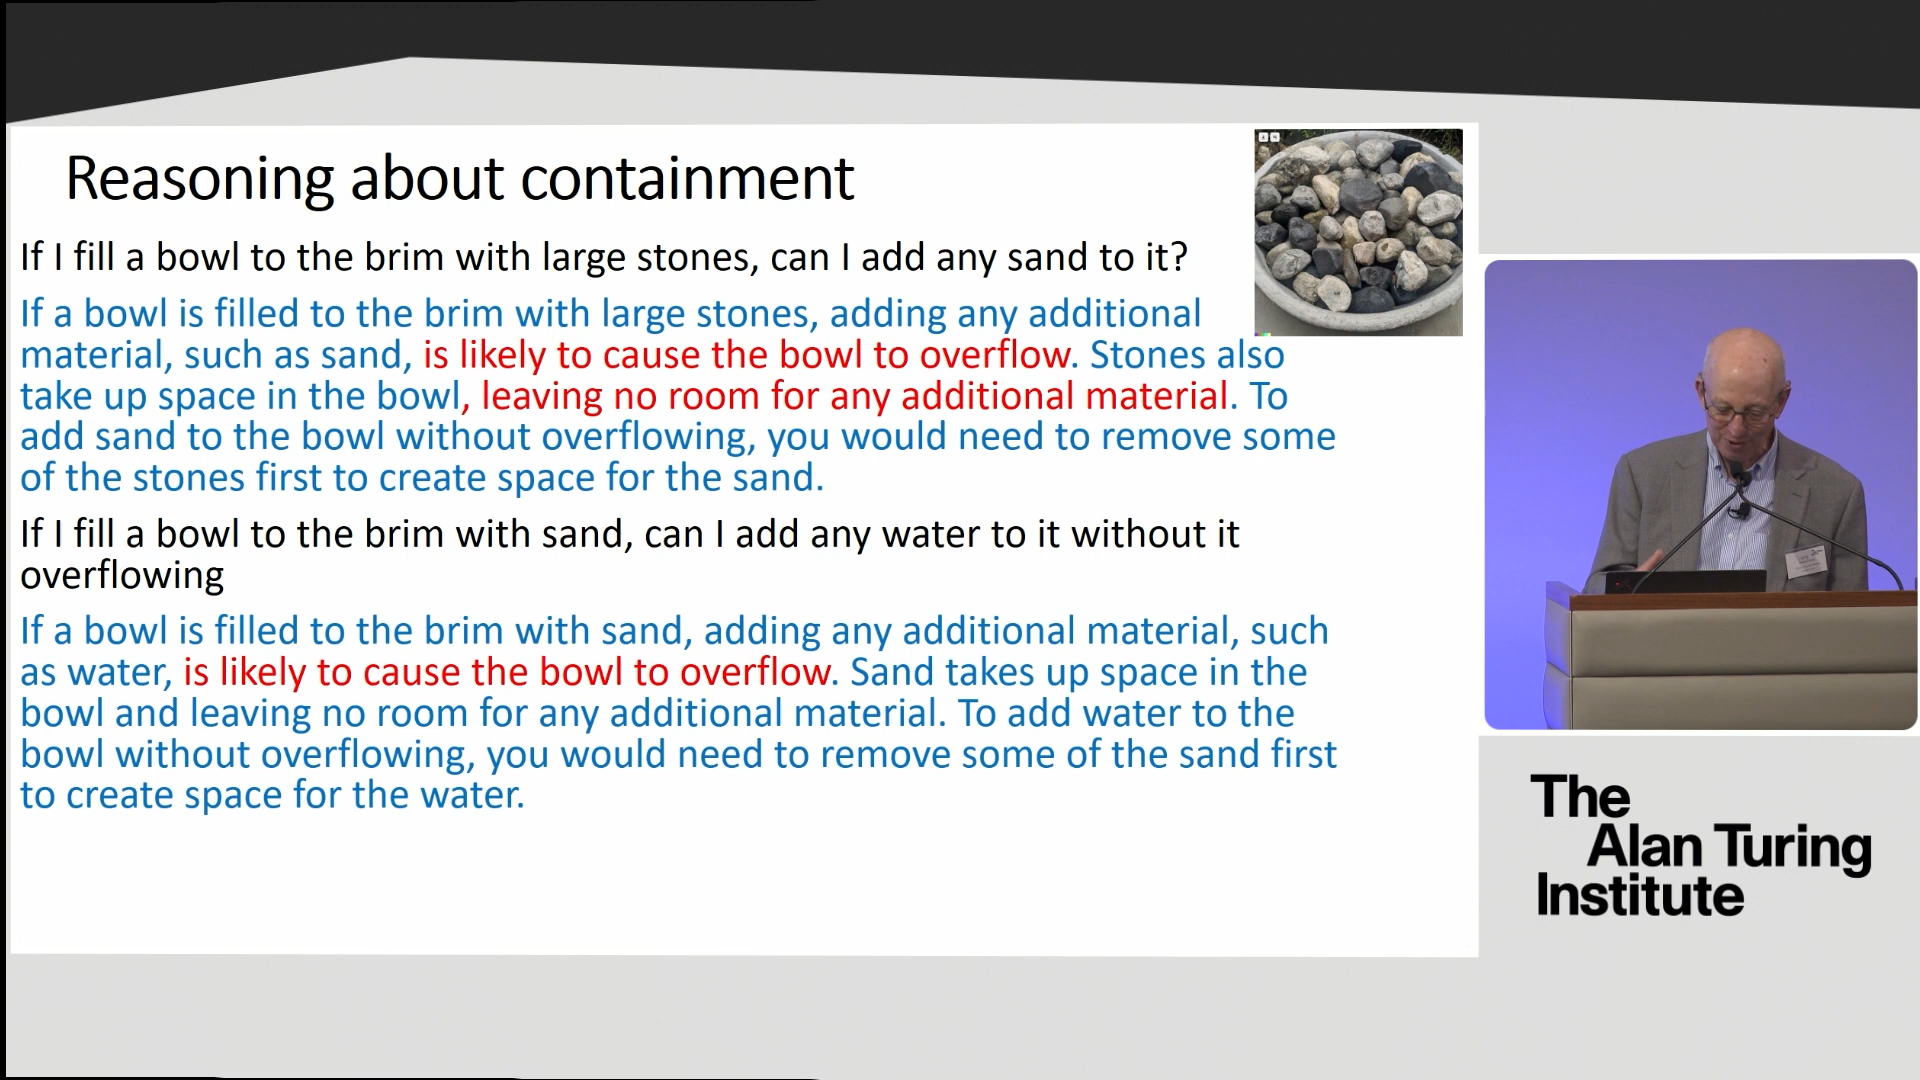 Reasoning about containment
If I fill a bowl to the brim with large stones, can I add any sand to it?
If a bowl is filled to the brim with large stones, adding any additional
material, such as sand, is likely to cause the bowl to overflow. Stones also
take up space in the bowl, leaving no room for any additional material. To
add sand to the bowl without overflowing, you would need to remove some
of the stones first to create space for the sand.
If I fill a bowl to the brim with sand, can I add any water to it without it
overflowing
If a bowl is filled to the brim with sand, adding any additional material, such
as water, is likely to cause the bowl to overflow. Sand takes up space in the
bowl and leaving no room for any additional material. To add water to the
bowl without overflowing, you would need to remove some of the sand first
to create space for the water.
The
Alan Turing
Institute